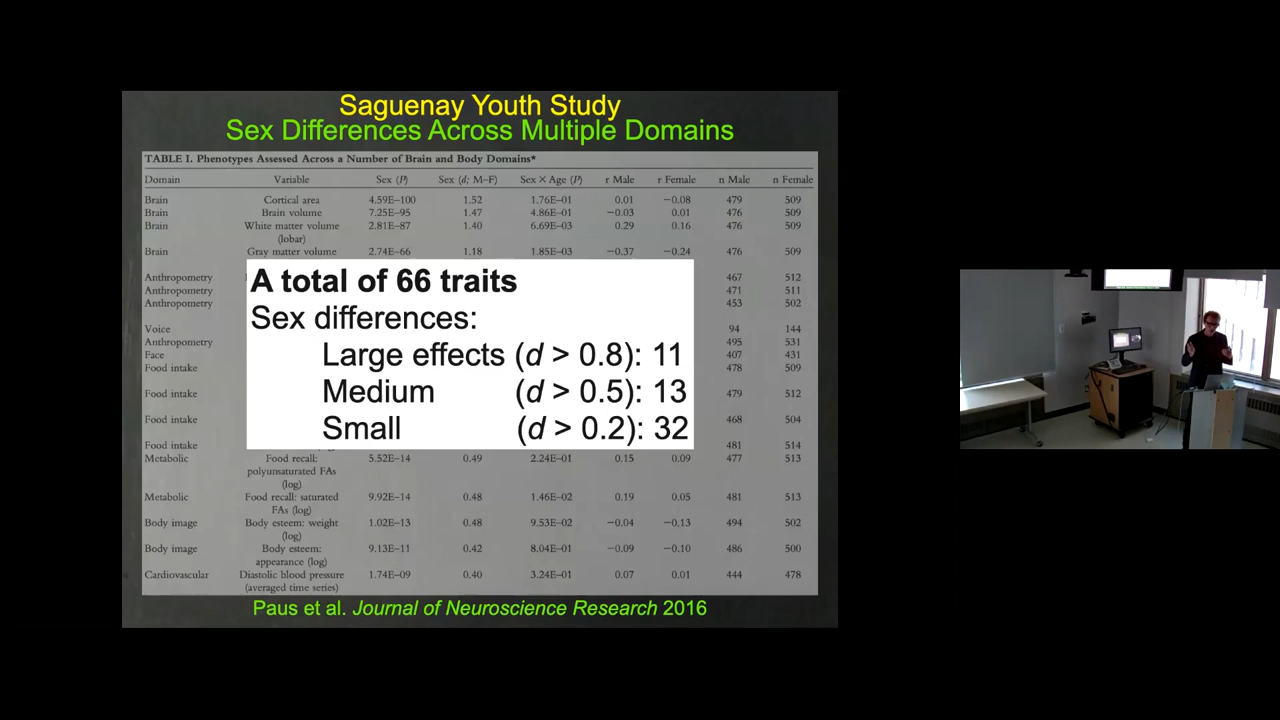 Saguenay Youth Study
Sex Differences Across Multiple Domains
TABLE I. Phenotypes Assessed Across a Number of Brain and Body Domains*
Domain Variable Sex (P) Sex (d; M–F) Sex × Age (P) r Male r Female n Male n Female
Brain Cortical area 4.59E–100 1.52 1.76E–01 0.01 −0.08 479 509
Brain Brain volume 7.25E–95 1.47 4.86E–01 −0.03 0.01 476 509
Brain White matter volume 2.81E–87 1.40 6.69E–03 0.29 0.16 476 509
(lobar)
Brain Gray matter volume 2.74E–66 1.18 1.85E–03 −0.37 −0.24 476 509
Anthropometry 467 512
Anthropometry 471 511
Anthropometry 453 502
Voice 94 144
Anthropometry 495 531
Face 407 431
Food intake 478 509
Food intake 479 512
Food intake 468 504
Food intake 481 514
A total of 66 traits
Sex differences:
Large effects (d > 0.8): 11
Medium (d > 0.5): 13
Small (d > 0.2): 32
Metabolic Food recall: 5.52E–14 0.49 2.24E–01 0.15 0.09 477 513
polyunsaturated FAs
(log)
Metabolic Food recall: saturated 9.92E–14 0.48 1.46E–02 0.19 0.05 481 513
FAs (log)
Body image Body esteem: weight 1.02E–13 0.48 9.53E–02 −0.04 −0.13 494 502
(log)
Body image Body esteem: 9.13E–11 0.42 8.04E–01 −0.09 −0.10 486 500
appearance (log)
Cardiovascular Diastolic blood pressure 1.74E–09 0.40 3.24E–01 0.07 0.01 444 478
(averaged time series)
Paus et al. Journal of Neuroscience Research 2016